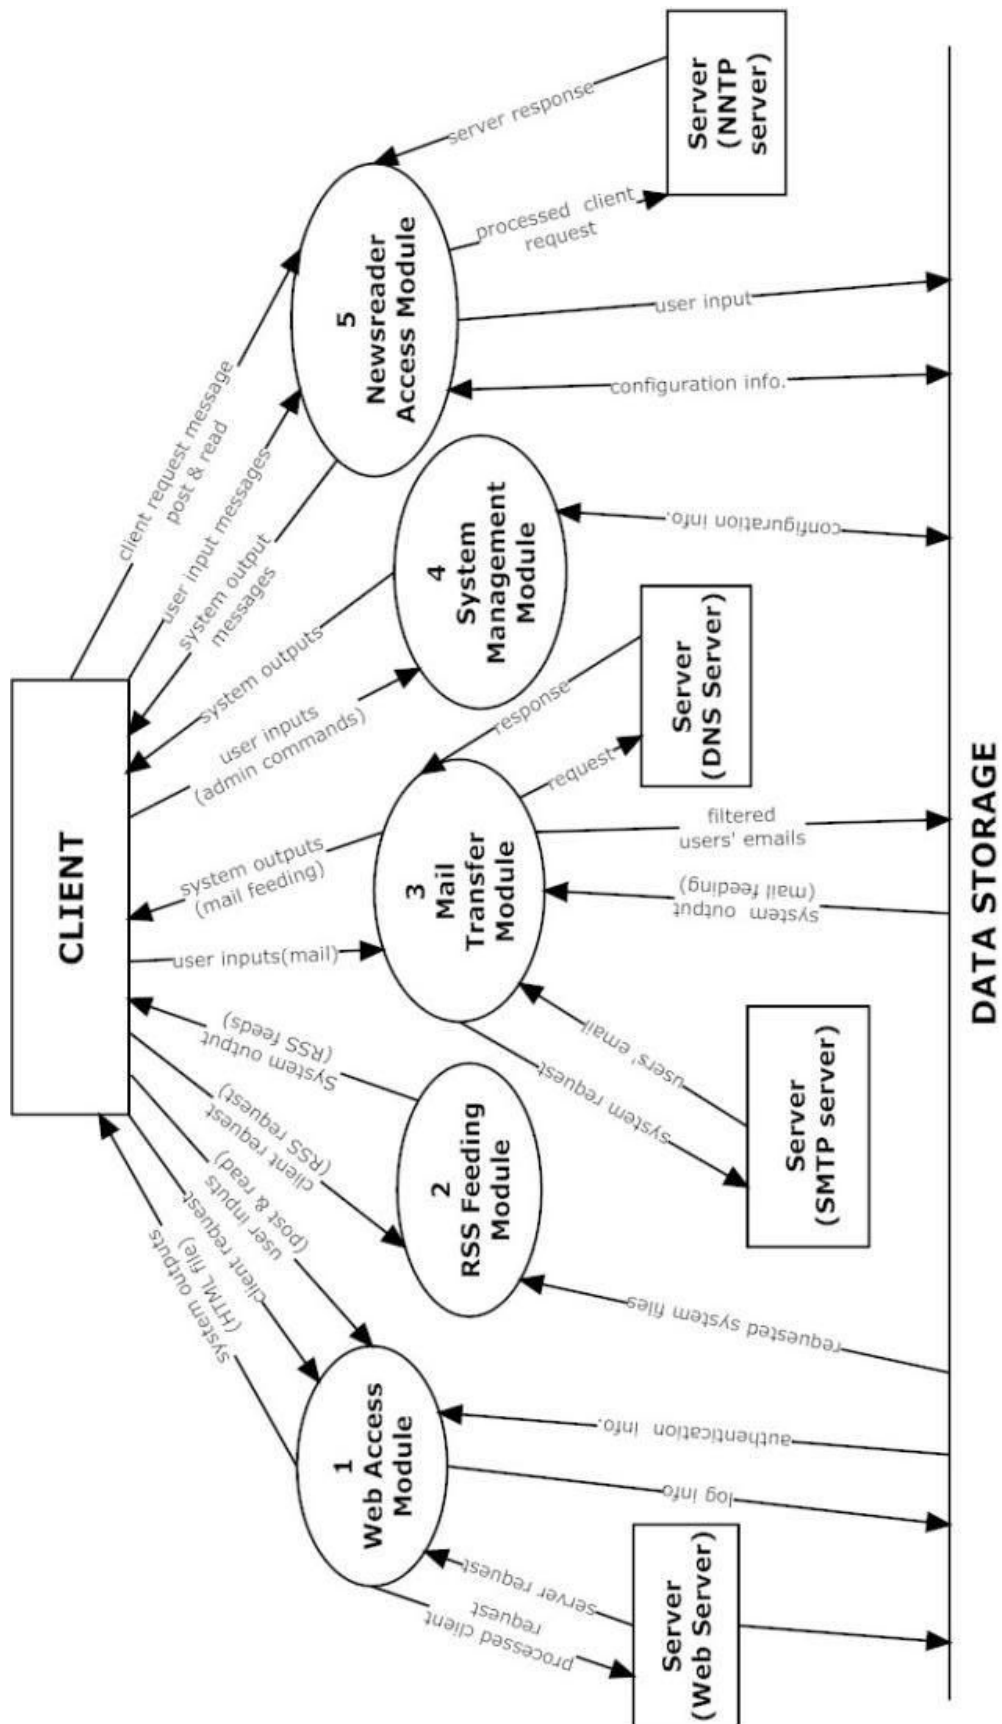 CLIENT
client request message
post & read
user input messages
system output
messages
system outputs
user inputs
(admin commands)
system outputs
(mail feeding)
user inputs(mail)
System output
(RSS feeds)
client request
(RSS request)
user inputs
(post & read)
client request
system outputs
(HTML file)
5
Newsreader
Access Module
4
System
Management
Module
3
Mail
Transfer
Module
2
RSS Feeding
Module
1
Web Access
Module
server response
processed client
request
user input
configuration info.
configuration info.
response
request
filtered
users' emails
system output
(mail feeding)
users' email
system request
requested system files
authentication info.
log info
server request
processed client
request
Server
(NNTP
server)
Server
(DNS Server)
Server
(SMTP server)
Server
(Web Server)
DATA STORAGE